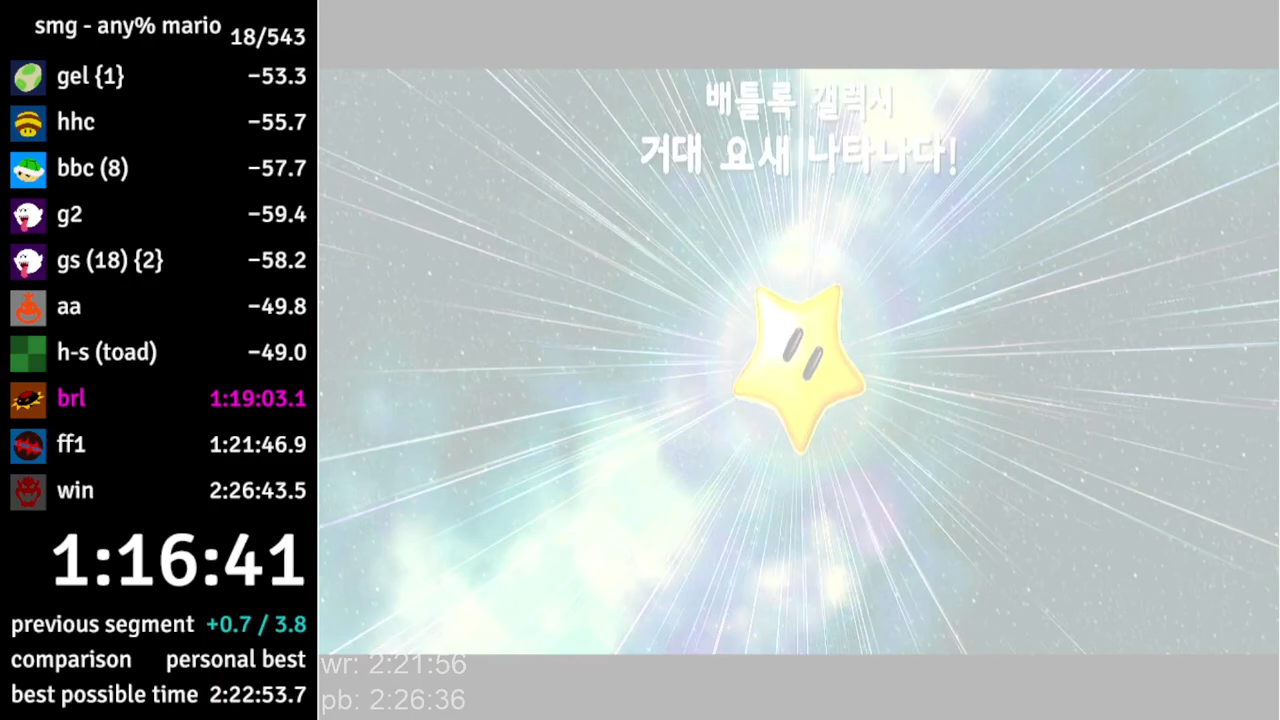 smg - any% mario 18/543
gel {1} −53.3
hhc −55.7
bbc (8) −57.7
g2 −59.4
gs (18) {2} −58.2
aa −49.8
h-s (toad) −49.0
brl 1:19:03.1
ff1 1:21:46.9
win 2:26:43.5
1:16:41
previous segment +0.7 / 3.8
comparison personal best
best possible time 2:22:53.7
배틀록 갤럭시
거대 요새 나타나다!
wr: 2:21:56
pb: 2:26:36